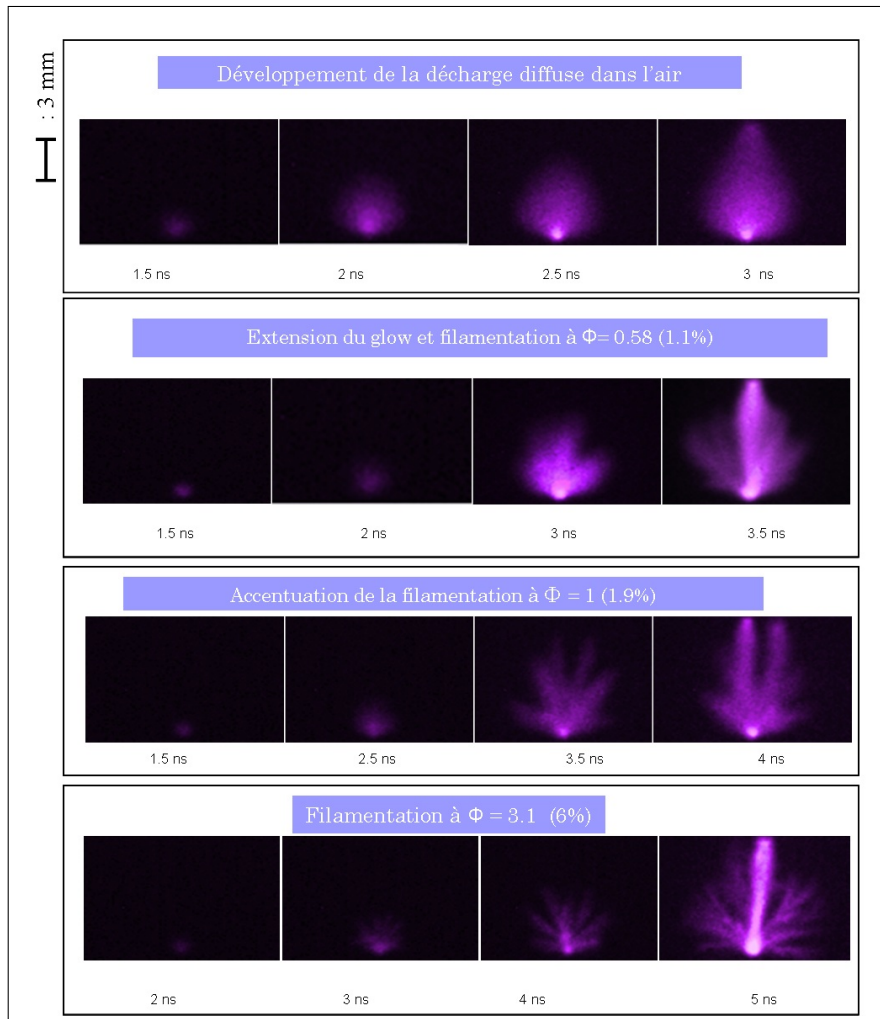 : 3 mm
Développement de la décharge diffuse dans l'air
1.5 ns 2 ns 2.5 ns 3 ns
Extension du glow et filamentation à Φ= 0.58 (1.1%)
1.5 ns 2 ns 3 ns 3.5 ns
Accentuation de la filamentation à Φ = 1 (1.9%)
1.5 ns 2.5 ns 3.5 ns 4 ns
Filamentation à Φ = 3.1 (6%)
2 ns 3 ns 4 ns 5 ns